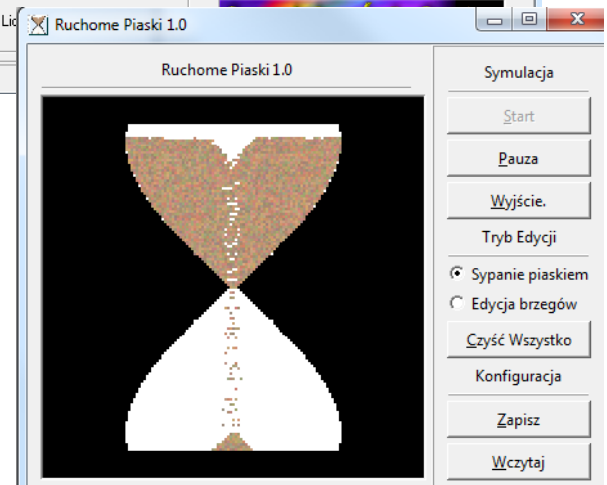 Ruchome Piaski 1.0
Ruchome Piaski 1.0
Symulacja
Start
Pauza
Wyjście.
Tryb Edycji
Sypanie piaskiem
Edycja brzegów
Czyść Wszystko
Konfiguracja
Zapisz
Wczytaj